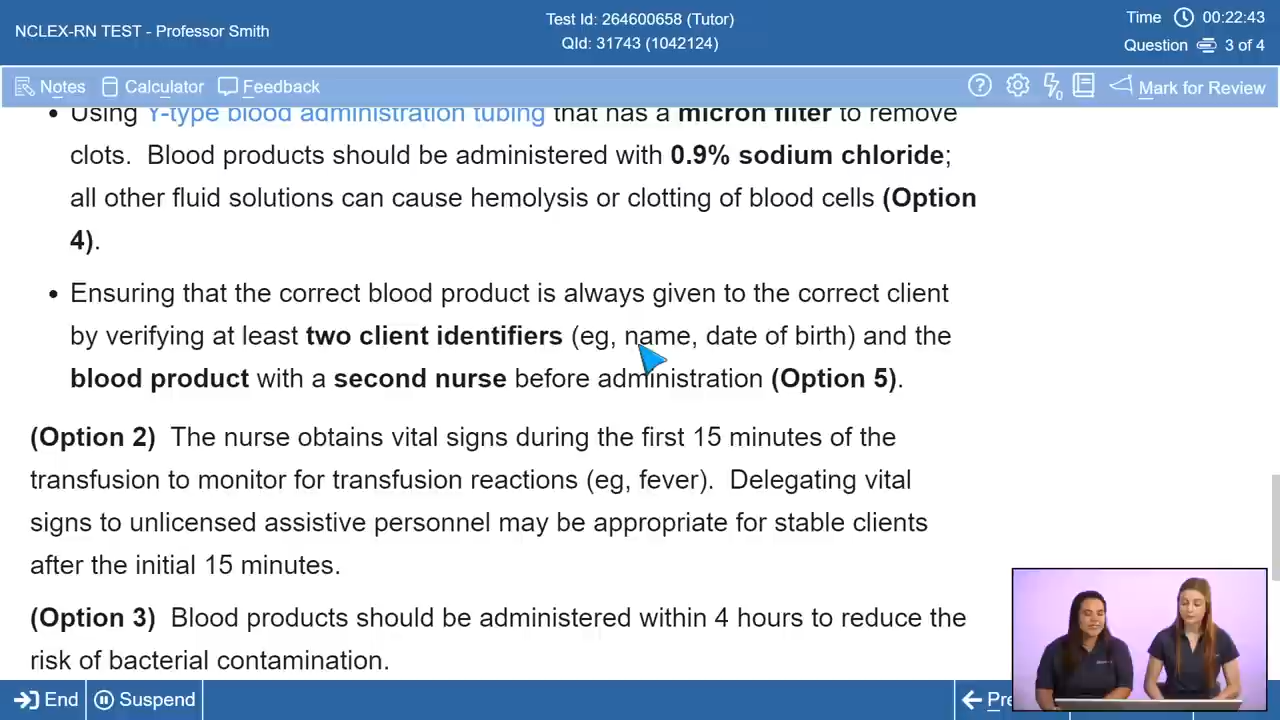 NCLEX-RN TEST - Professor Smith
Test Id: 264600658 (Tutor)
QId: 31743 (1042124)
Time 00:22:43
Question 3 of 4
Notes Calculator Feedback
Mark for Review
• Using Y-type blood administration tubing that has a micron filter to remove
clots. Blood products should be administered with 0.9% sodium chloride;
all other fluid solutions can cause hemolysis or clotting of blood cells (Option
4).
• Ensuring that the correct blood product is always given to the correct client
by verifying at least two client identifiers (eg, name, date of birth) and the
blood product with a second nurse before administration (Option 5).
(Option 2) The nurse obtains vital signs during the first 15 minutes of the
transfusion to monitor for transfusion reactions (eg, fever). Delegating vital
signs to unlicensed assistive personnel may be appropriate for stable clients
after the initial 15 minutes.
(Option 3) Blood products should be administered within 4 hours to reduce the
risk of bacterial contamination.
End Suspend